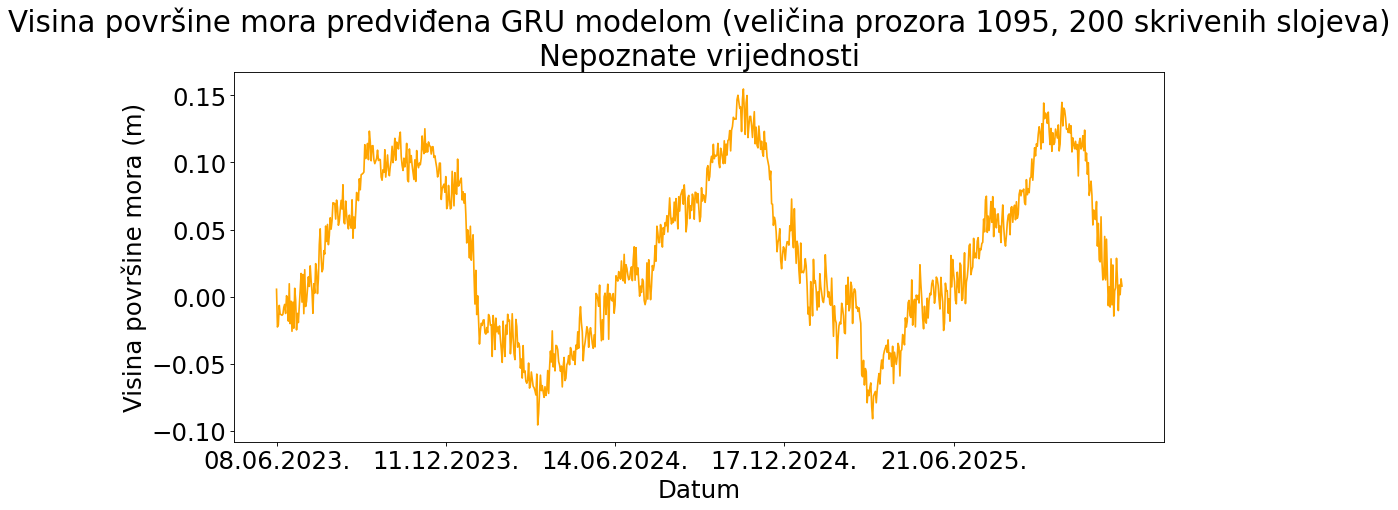 Visina površine mora predviđena GRU modelom (veličina prozora 1095, 200 skrivenih slojeva)
Nepoznate vrijednosti
Visina površine mora (m)
0.15
0.10
0.05
0.00
−0.05
−0.10
08.06.2023. 11.12.2023. 14.06.2024. 17.12.2024. 21.06.2025.
Datum